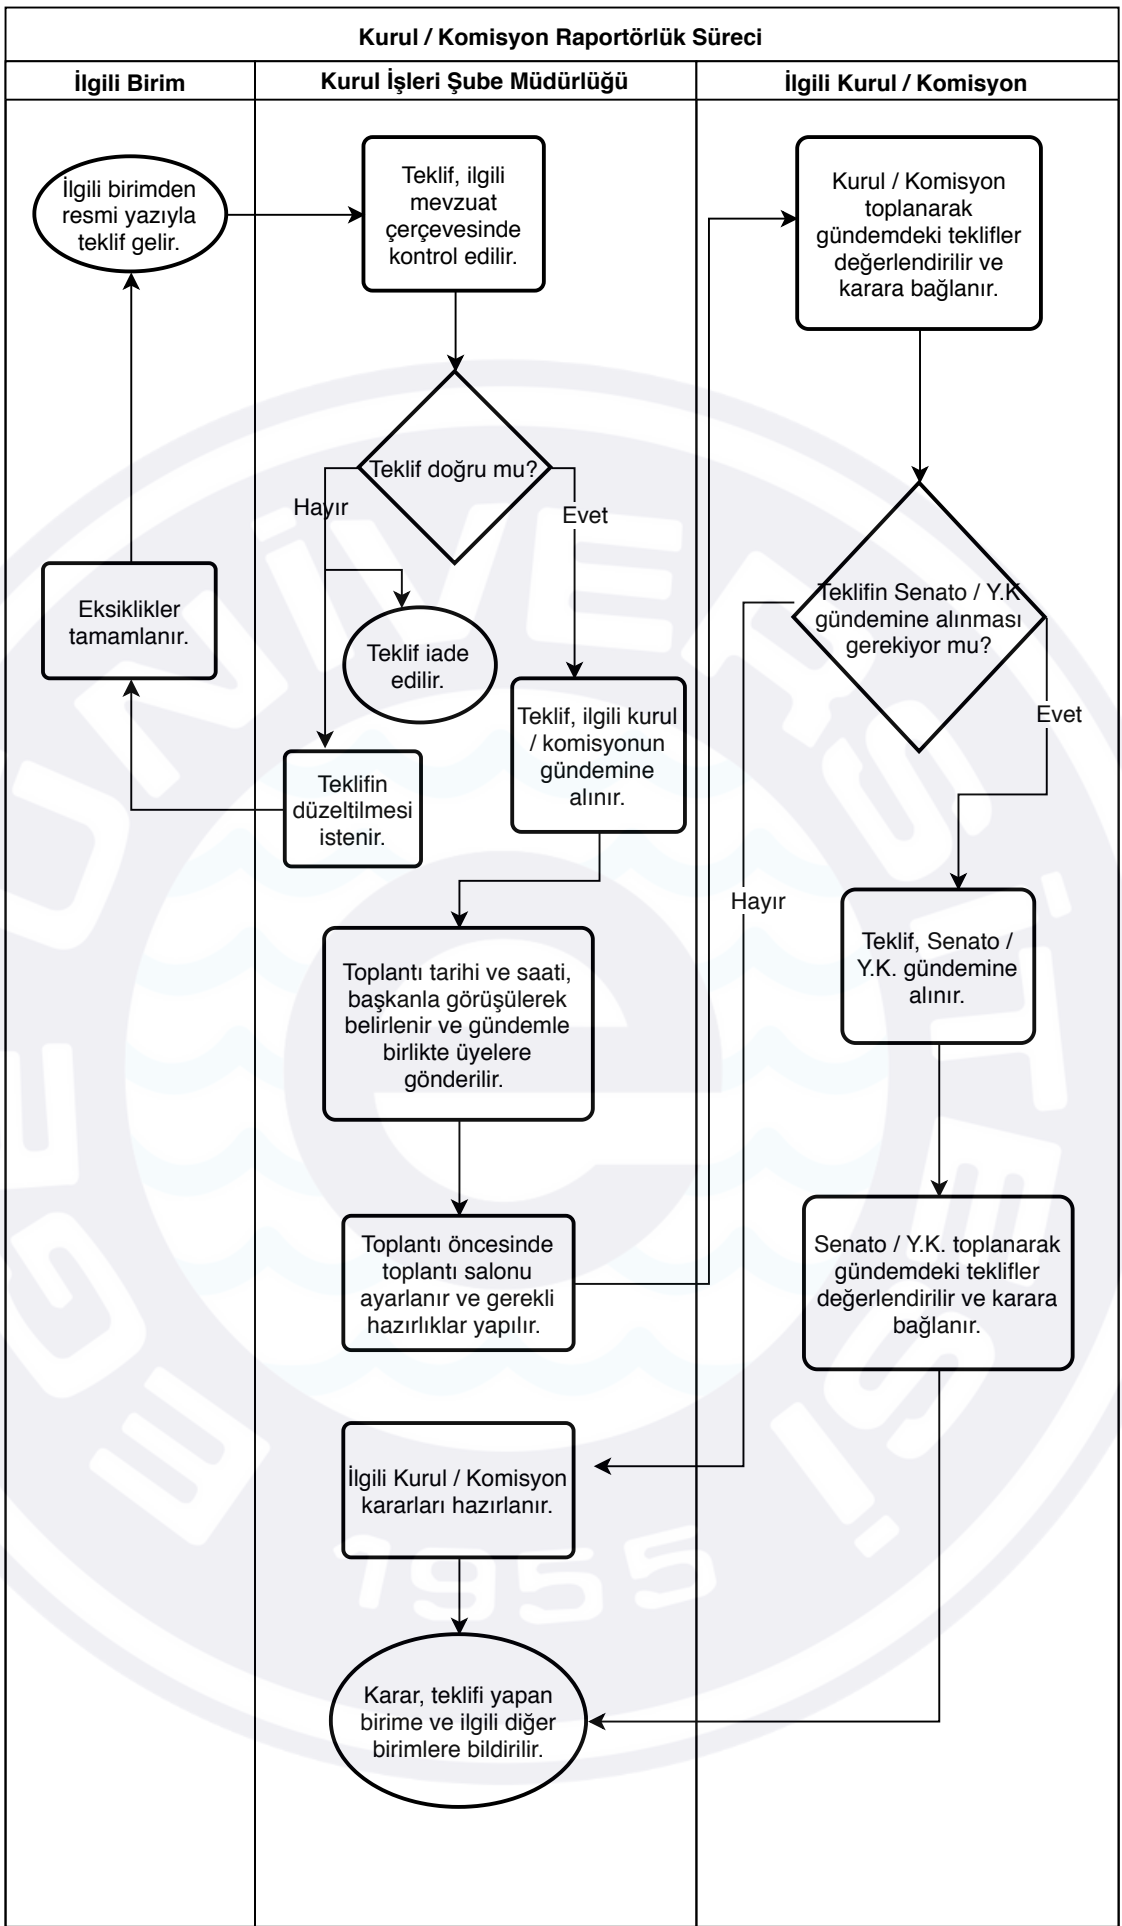 Kurul / Komisyon Raportörlük Süreci
İlgili Birim
Kurul İşleri Şube Müdürlüğü
İlgili Kurul / Komisyon
İlgili birimden
resmi yazıyla
teklif gelir.
Teklif, ilgili
mevzuat
çerçevesinde
kontrol edilir.
Kurul / Komisyon
toplanarak
gündemdeki teklifler
değerlendirilir ve
karara bağlanır.
Teklif doğru mu?
Hayır
Evet
Eksiklikler
tamamlanır.
Teklif iade
edilir.
Teklifin Senato / Y.K
gündemine alınması
gerekiyor mu?
Evet
Teklif, ilgili kurul
/ komisyonun
gündemine
alınır.
Teklifin
düzeltilmesi
istenir.
Hayır
Teklif, Senato /
Y.K. gündemine
alınır.
Toplantı tarihi ve saati,
başkanla görüşülerek
belirlenir ve gündemle
birlikte üyelere
gönderilir.
Toplantı öncesinde
toplantı salonu
ayarlanır ve gerekli
hazırlıklar yapılır.
Senato / Y.K. toplanarak
gündemdeki teklifler
değerlendirilir ve karara
bağlanır.
İlgili Kurul / Komisyon
kararları hazırlanır.
Karar, teklifi yapan
birime ve ilgili diğer
birimlere bildirilir.
EGE ÜNİVERSİTESİ
1955